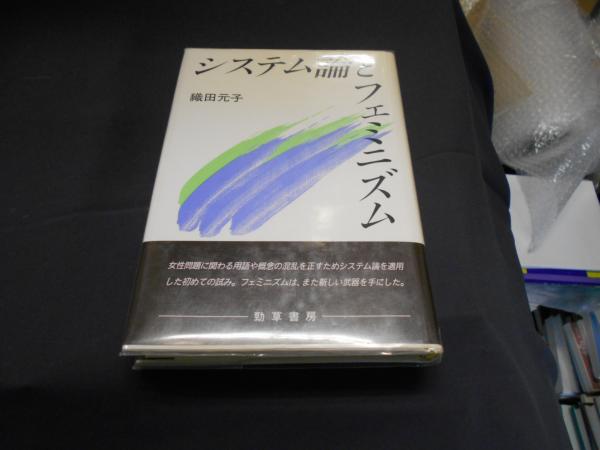 システム論とフェミニズム
織田元子
女性問題に関わる用語や概念の混乱を正すためシステム論を適用
した初めての試み。フェミニズムは、また新しい武器を手にした。
勁草書房